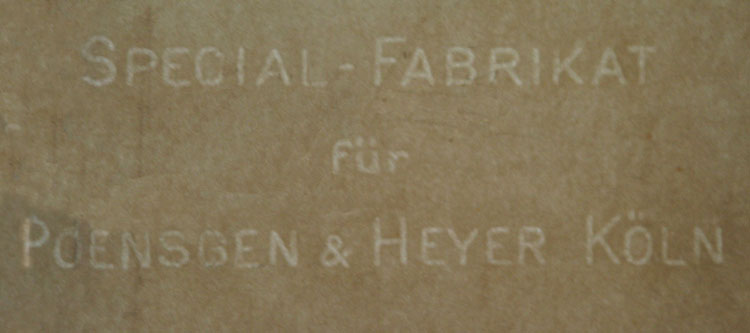 SPECIAL-FABRIKAT
für
POENSGEN & HEYER KÖLN